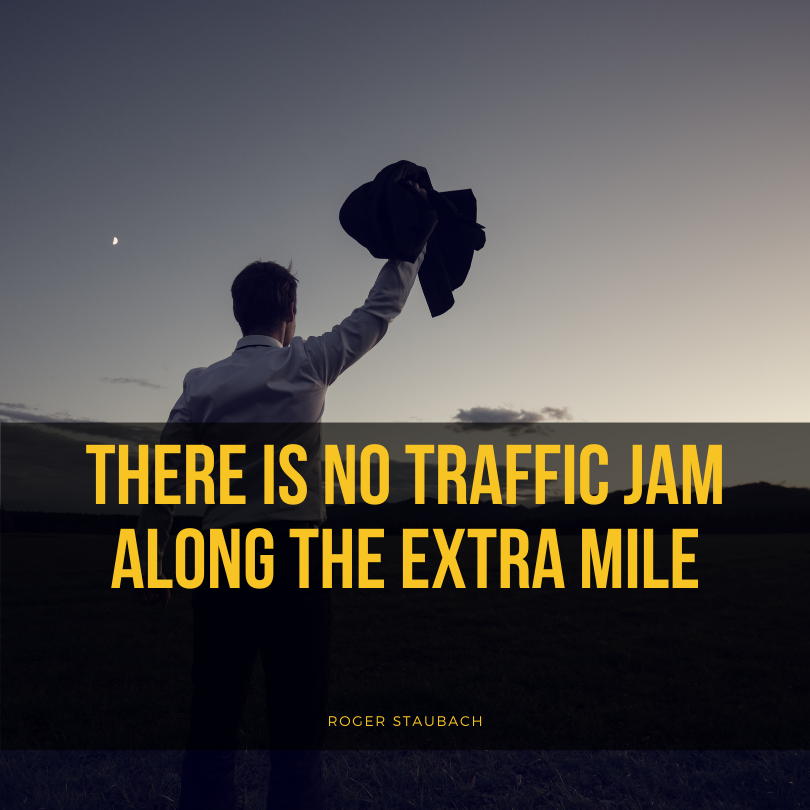 THERE IS NO TRAFFIC JAM
ALONG THE EXTRA MILE
ROGER STAUBACH